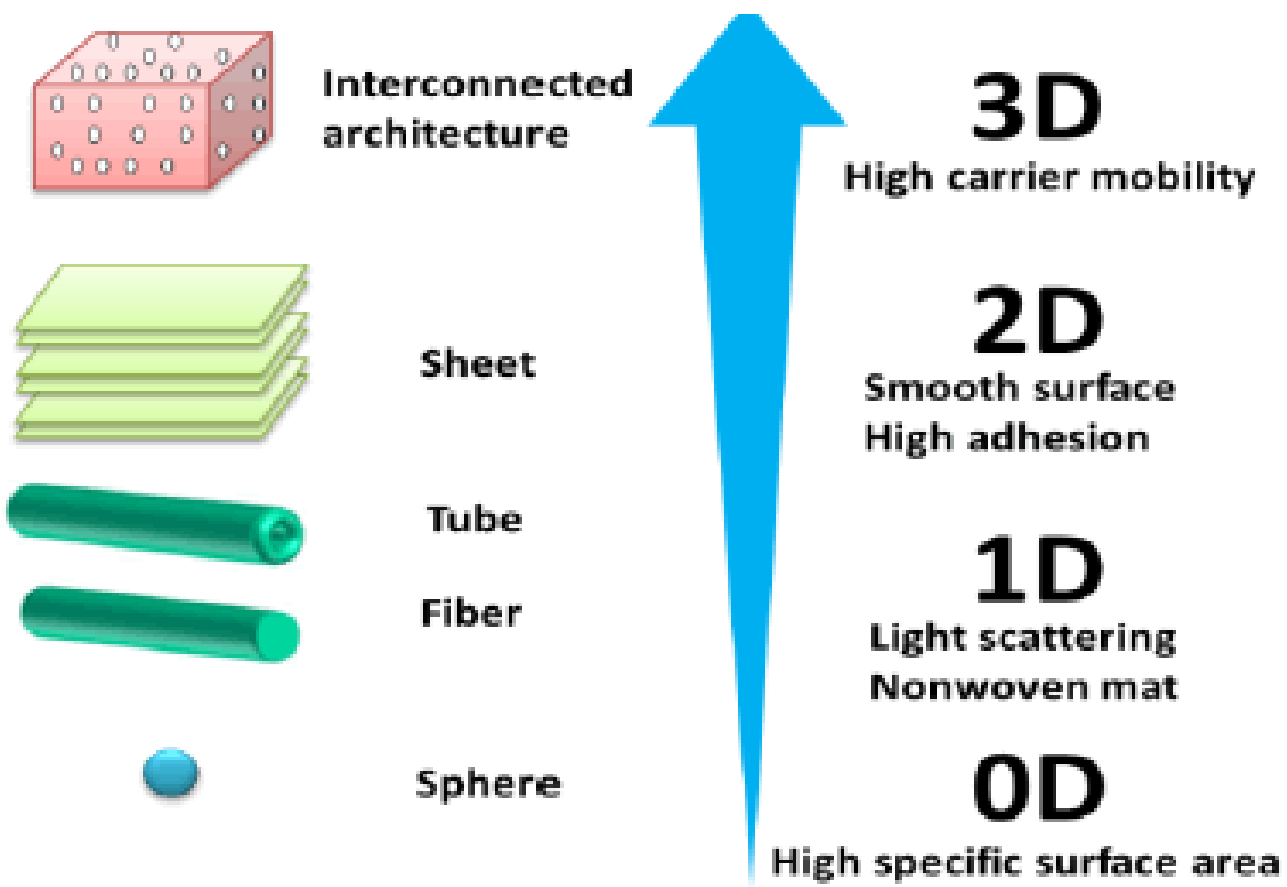 Interconnected
architecture
3D
High carrier mobility
Sheet
2D
Smooth surface
High adhesion
Tube
Fiber
1D
Light scattering
Nonwoven mat
Sphere
0D
High specific surface area